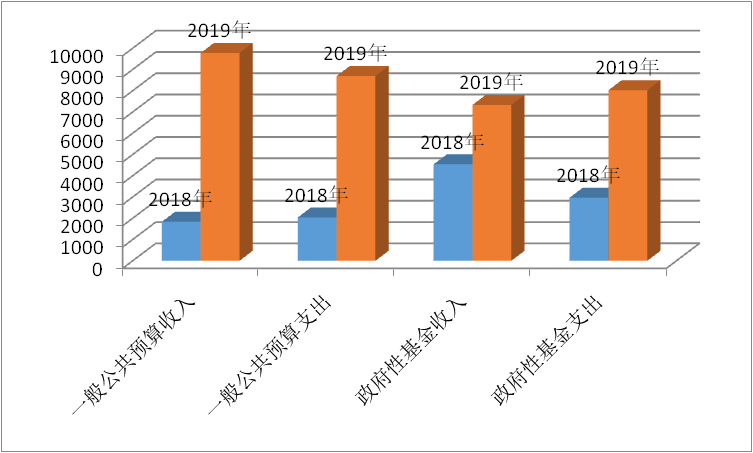 10000
9000
8000
7000
6000
5000
4000
3000
2000
1000
0
2018年
2019年
2018年
2019年
2018年
2019年
2018年
2019年
一般公共预算收入
一般公共预算支出
政府性基金收入
政府性基金支出